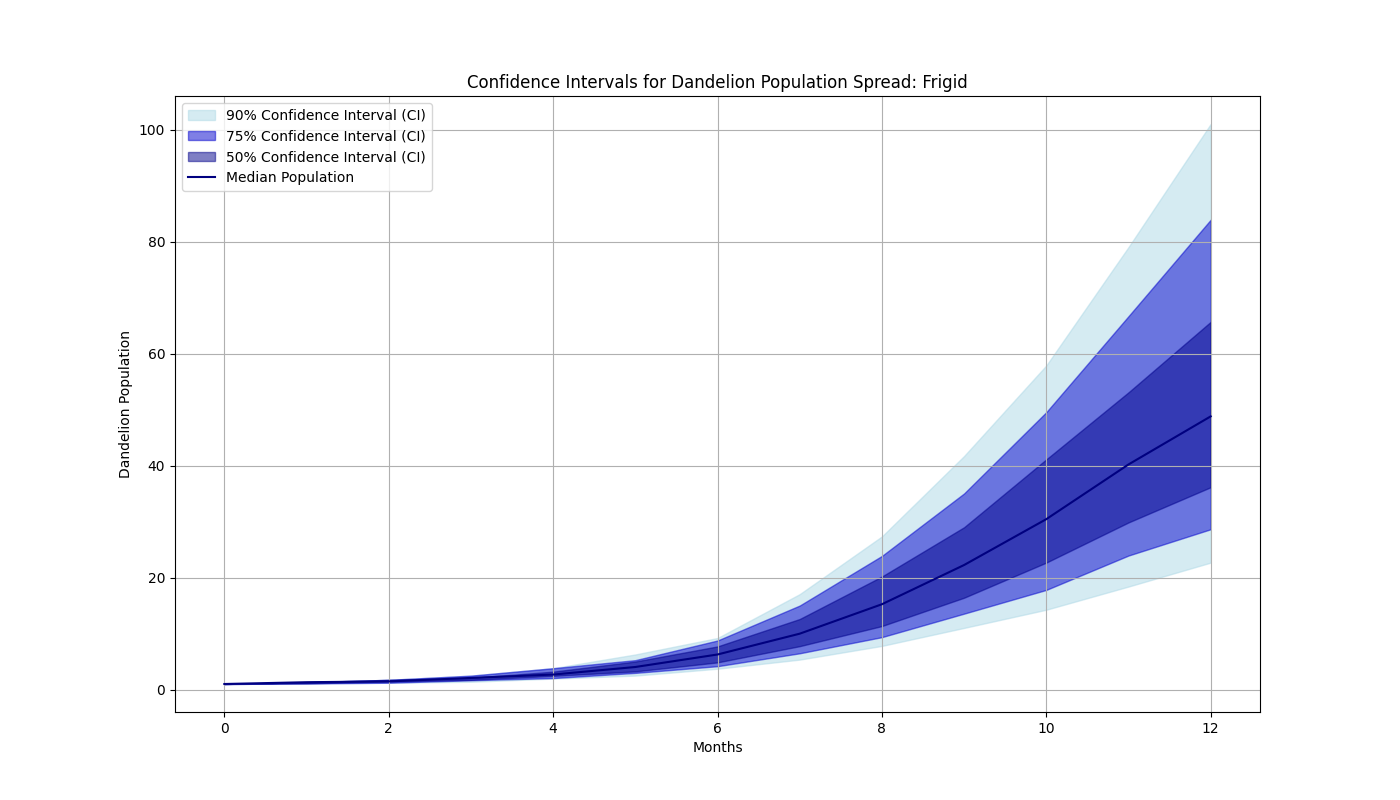 Confidence Intervals for Dandelion Population Spread: Frigid
90% Confidence Interval (CI)
75% Confidence Interval (CI)
50% Confidence Interval (CI)
Median Population
100
80
60
40
20
0
Dandelion Population
0 2 4 6 8 10 12
Months